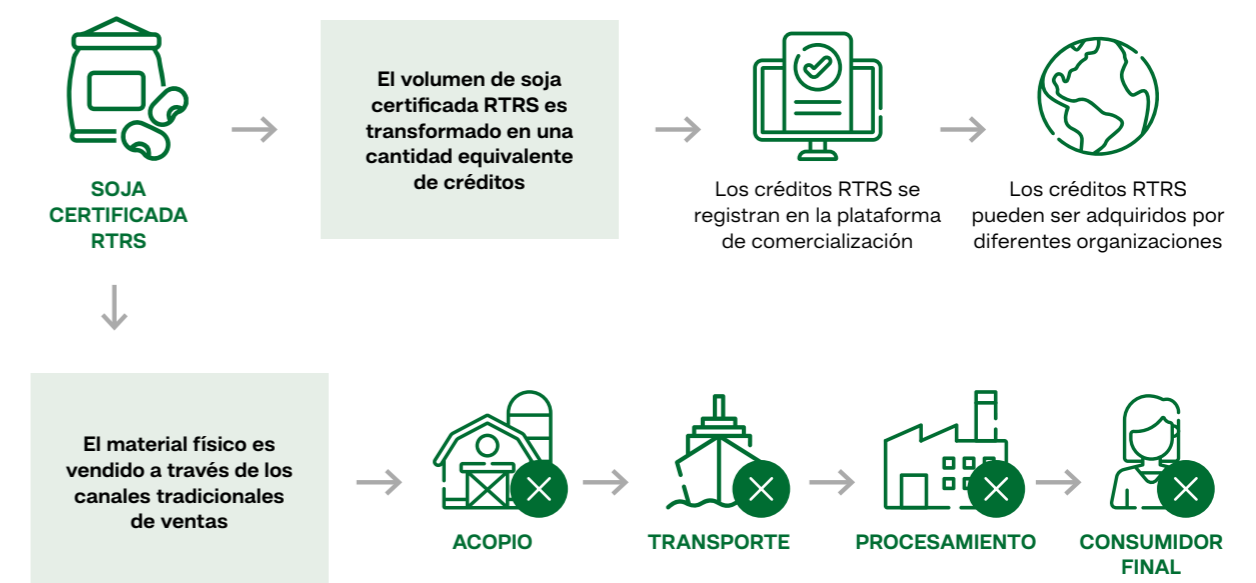 SOJA
CERTIFICADA
RTRS
El volumen de soja
certificada RTRS es
transformado en una
cantidad equivalente
de créditos
Los créditos RTRS se
registran en la plataforma
de comercialización
Los créditos RTRS
pueden ser adquiridos por
diferentes organizaciones
El material físico es
vendido a través de los
canales tradicionales
de ventas
ACOPIO
TRANSPORTE
PROCESAMIENTO
CONSUMIDOR
FINAL